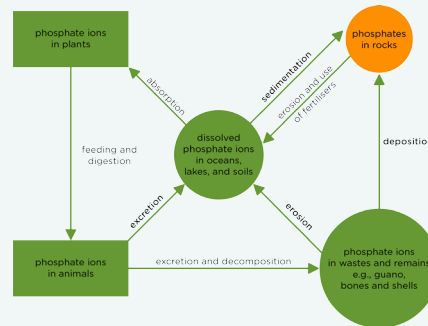 phosphate ions
in plants
phosphates
in rocks
absorption
sedimentation
erosion and use
of fertilisers
feeding and
digestion
dissolved
phosphate ions
in oceans,
lakes, and soils
deposition
excretion
erosion
phosphate ions
in animals
excretion and decomposition
phosphate ions
in wastes and remains
e.g., guano,
bones and shells